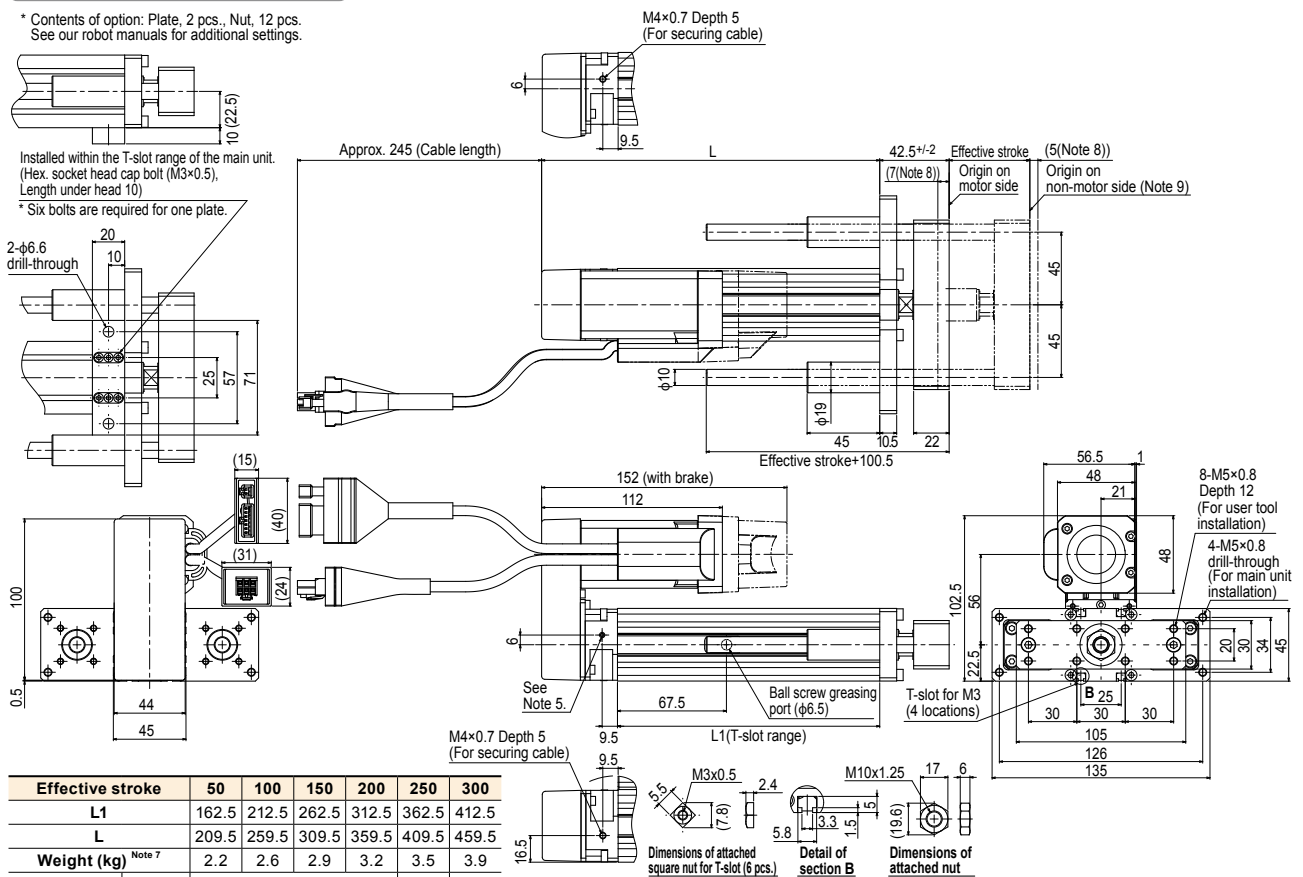 * Contents of option: Plate, 2 pcs., Nut, 12 pcs.
See our robot manuals for additional settings.
10
(22.5)
Installed within the T-slot range of the main unit.
(Hex. socket head cap bolt (M3×0.5),
Length under head 10)
* Six bolts are required for one plate.
20
10
2-ϕ6.6
drill-through
25
57
71
M4×0.7 Depth 5
(For securing cable)
6
9.5
Approx. 245 (Cable length)
L
42.5+/-2
Effective stroke
(5(Note 8))
(7(Note 8))
Origin on
motor side
Origin on
non-motor side (Note 9)
45
45
ϕ10
ϕ19
45
10.5
22
Effective stroke+100.5
(15)
(40)
(31)
(24)
100
0.5
44
45
152 (with brake)
112
6
See
Note 5.
67.5
Ball screw greasing
port (ϕ6.5)
9.5
L1(T-slot range)
56.5
1
48
21
8-M5×0.8
Depth 12
(For user tool
installation)
4-M5×0.8
drill-through
(For main unit
installation)
48
102.5
56
22.5
20
30
34
45
T-slot for M3
(4 locations)
B
25
30
30
30
105
126
135
M4×0.7 Depth 5
(For securing cable)
9.5
16.5
M3x0.5
5.5
(7.8)
2.4
Dimensions of attached
square nut for T-slot (6 pcs.)
5.8
3.3
1.5
5
Detail of
section B
M10x1.25
17
6
(19.6)
Dimensions of
attached nut
Effective stroke 50 100 150 200 250 300
L1 162.5 212.5 262.5 312.5 362.5 412.5
L 209.5 259.5 309.5 359.5 409.5 459.5
Weight (kg) Note 7 2.2 2.6 2.9 3.2 3.5 3.9